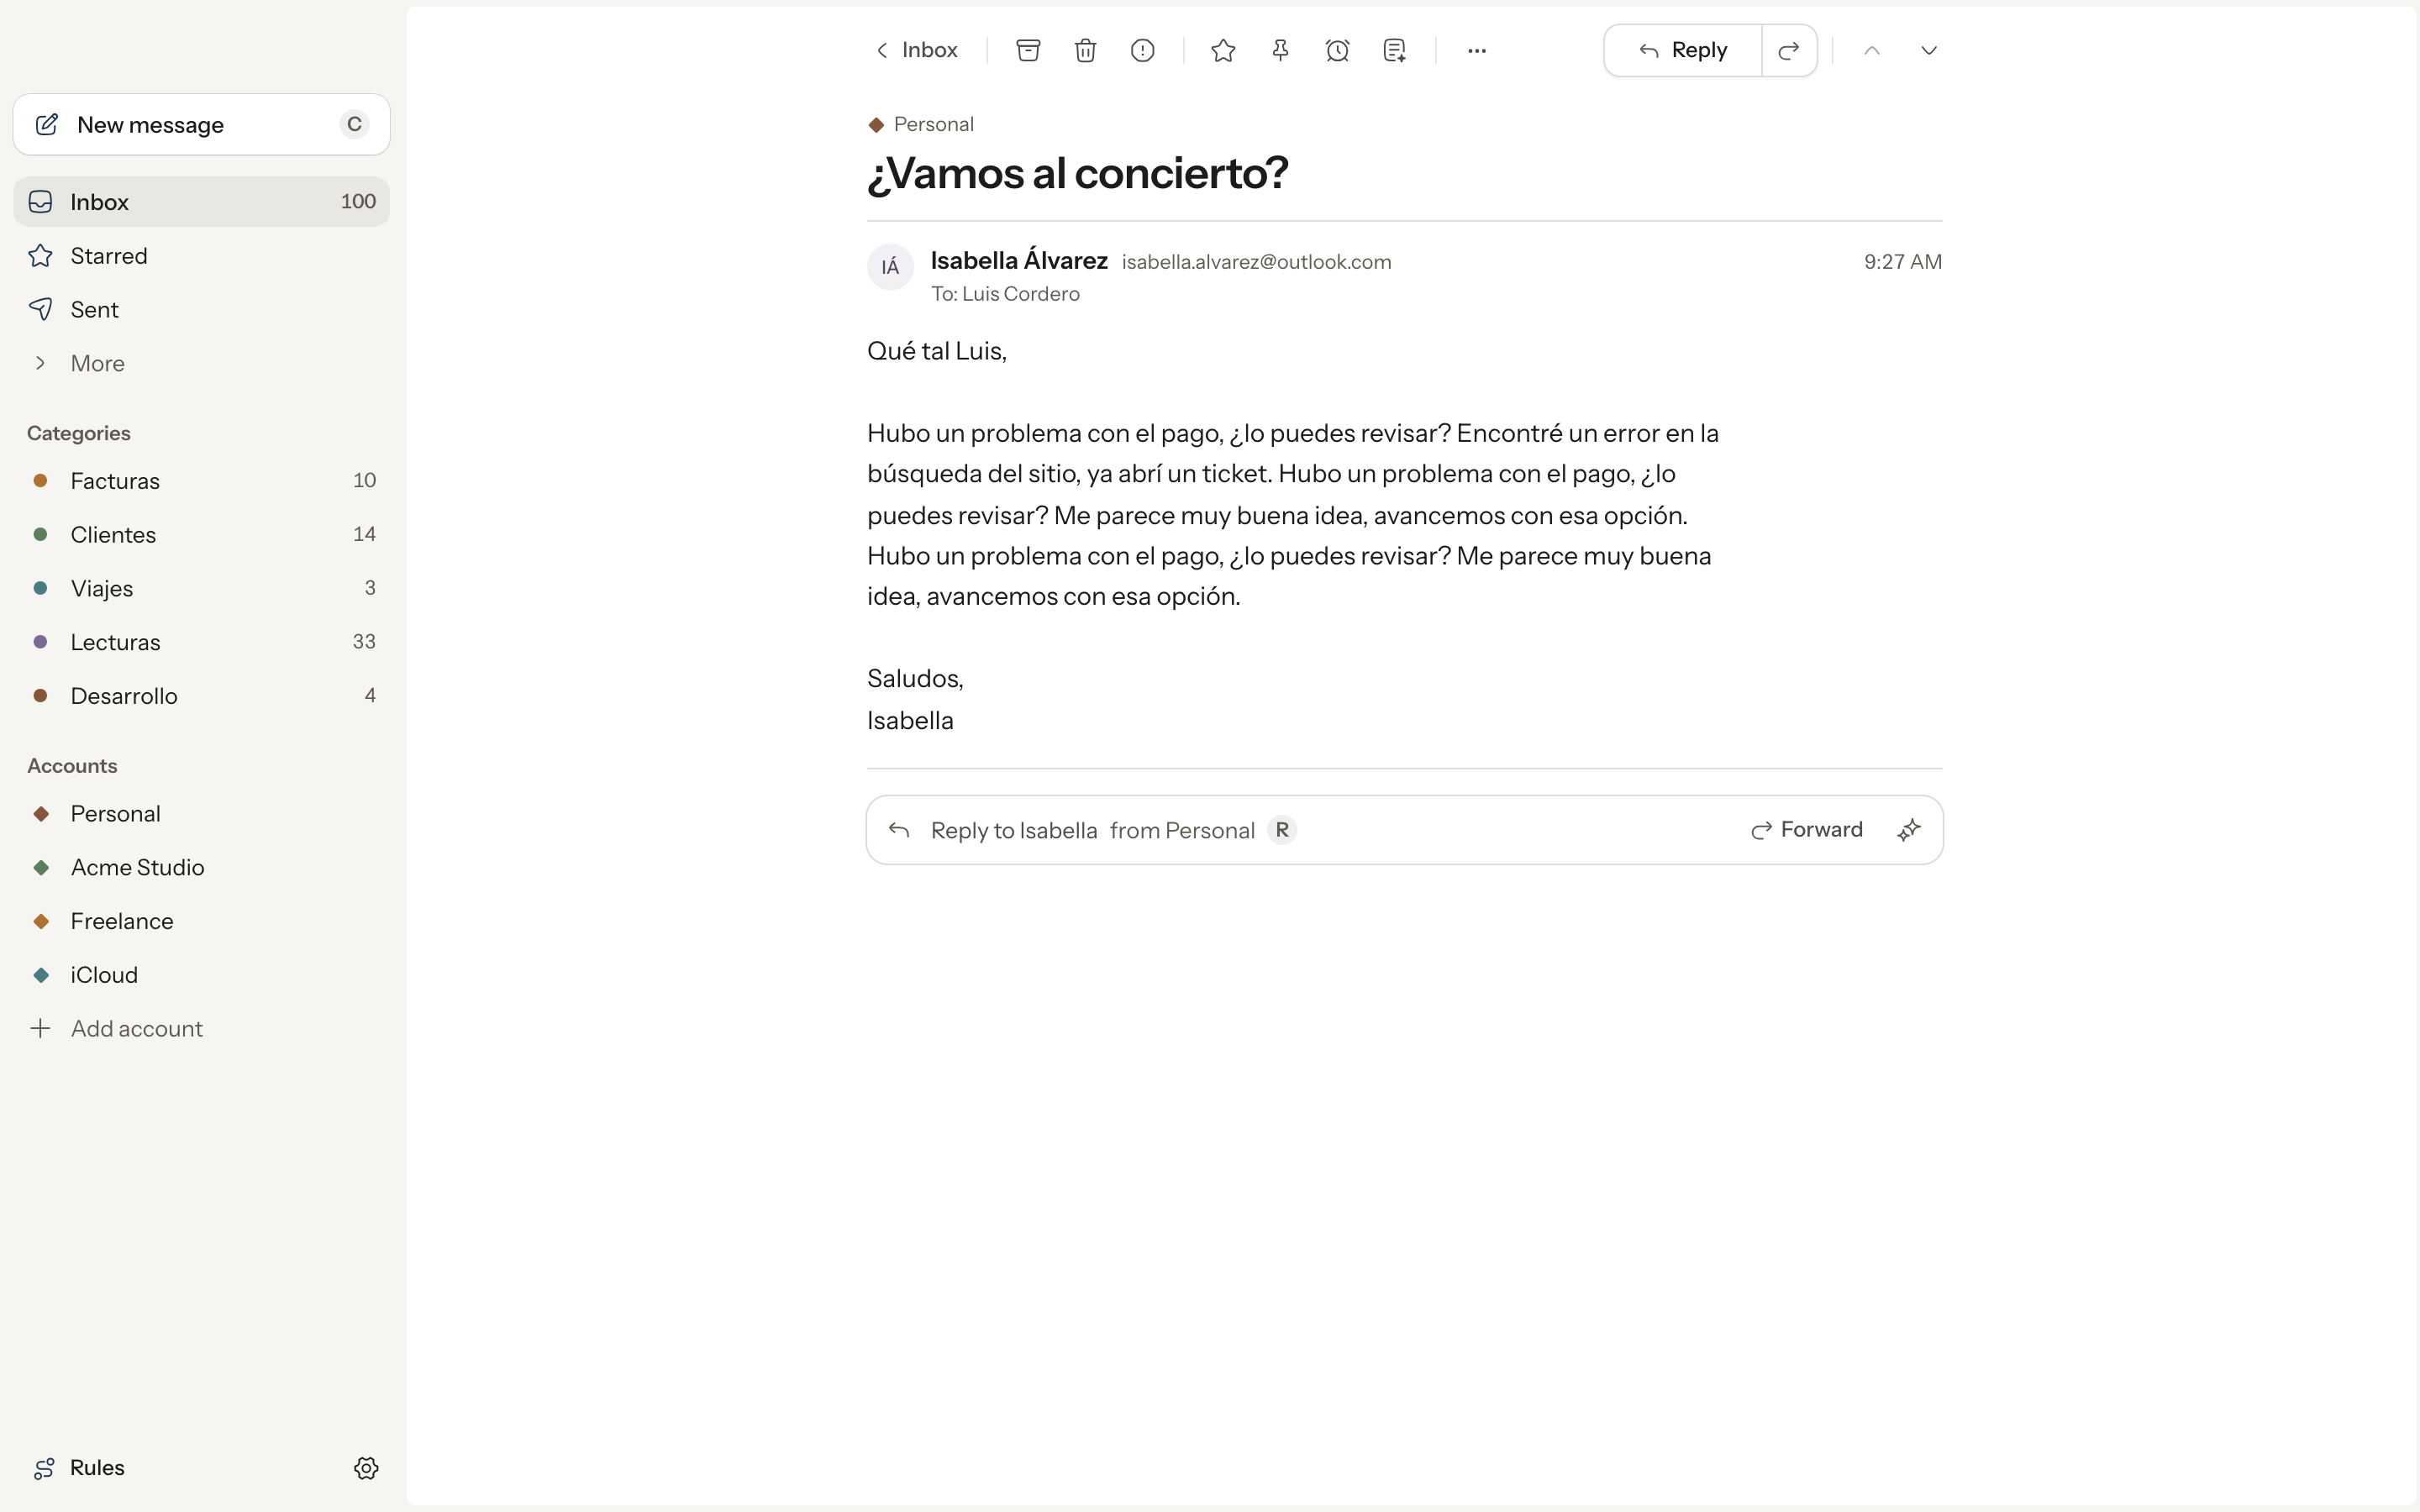 New message C
Inbox 100
Starred
Sent
More
Categories
Facturas 10
Clientes 14
Viajes 3
Lecturas 33
Desarrollo 4
Accounts
Personal
Acme Studio
Freelance
iCloud
Add account
Rules
Inbox
Reply
Personal
¿Vamos al concierto?
IÁ
Isabella Álvarez isabella.alvarez@outlook.com 9:27 AM
To: Luis Cordero
Qué tal Luis,
Hubo un problema con el pago, ¿lo puedes revisar? Encontré un error en la
búsqueda del sitio, ya abrí un ticket. Hubo un problema con el pago, ¿lo
puedes revisar? Me parece muy buena idea, avancemos con esa opción.
Hubo un problema con el pago, ¿lo puedes revisar? Me parece muy buena
idea, avancemos con esa opción.
Saludos,
Isabella
Reply to Isabella from Personal R Forward